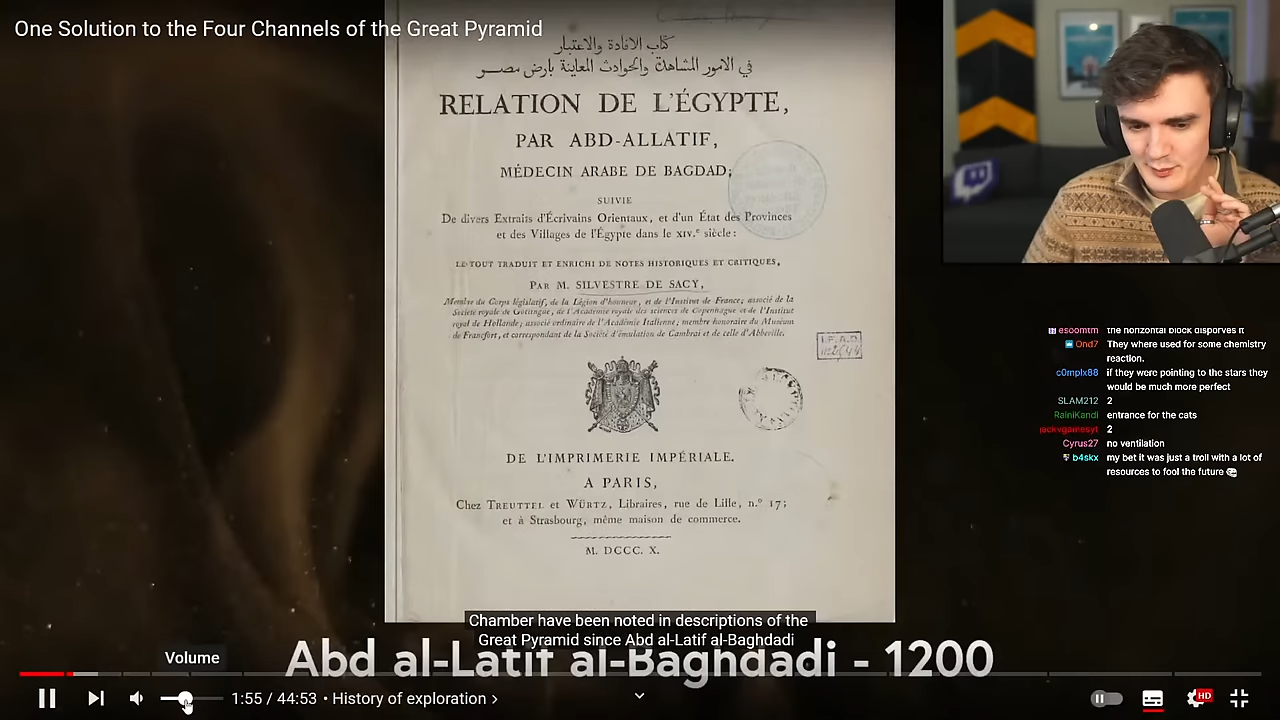 One Solution to the Four Channels of the Great Pyramid
كتاب الافادة والاعتبار
في الامور المشاهدة والحوادث المعاينة بارض مصر
RELATION DE L'ÉGYPTE,
PAR ABD-ALLATIF,
MÉDECIN ARABE DE BAGDAD;
SUIVIE
De divers Extraits d'Écrivains Orientaux, et d'un État des Provinces
et des Villages de l'Égypte dans le XIV.e siècle:
LE TOUT TRADUIT ET ENRICHI DE NOTES HISTORIQUES ET CRITIQUES,
PAR M. SILVESTRE DE SACY,
Membre du Corps législatif, de la Légion d'honneur, et de l'Institut de France; associé de la
Société royale de Gottingue, de l'Académie royale des sciences de Copenhague et de l'Institut
royal de Hollande; associé ordinaire de l'Académie Italienne; membre honoraire du Muséum
de Francfort, et correspondant de la Société d'émulation de Cambrai et de celle d'Abbeville.
I.F.A.O.
DE L'IMPRIMERIE IMPÉRIALE.
A PARIS,
Chez TREUTTEL et WÜRTZ, Libraires, rue de Lille, n.° 17;
et à Strasbourg, même maison de commerce.
M. DCCC. X.
esoomtm the horizontal block disporves it
Ond7 They where used for some chemistry
reaction.
c0mplx88 if they were pointing to the stars they
would be much more perfect
SLAM212 2
RainiKandi entrance for the cats
jackvgamesyt 2
Cyrus27 no ventilation
b4skx my bet it was just a troll with a lot of
resources to fool the future
Chamber have been noted in descriptions of the
Great Pyramid since Abd al-Latif al-Baghdadi
Abd al-Latif al-Baghdadi - 1200
Volume
1:55 / 44:53 • History of exploration
HD